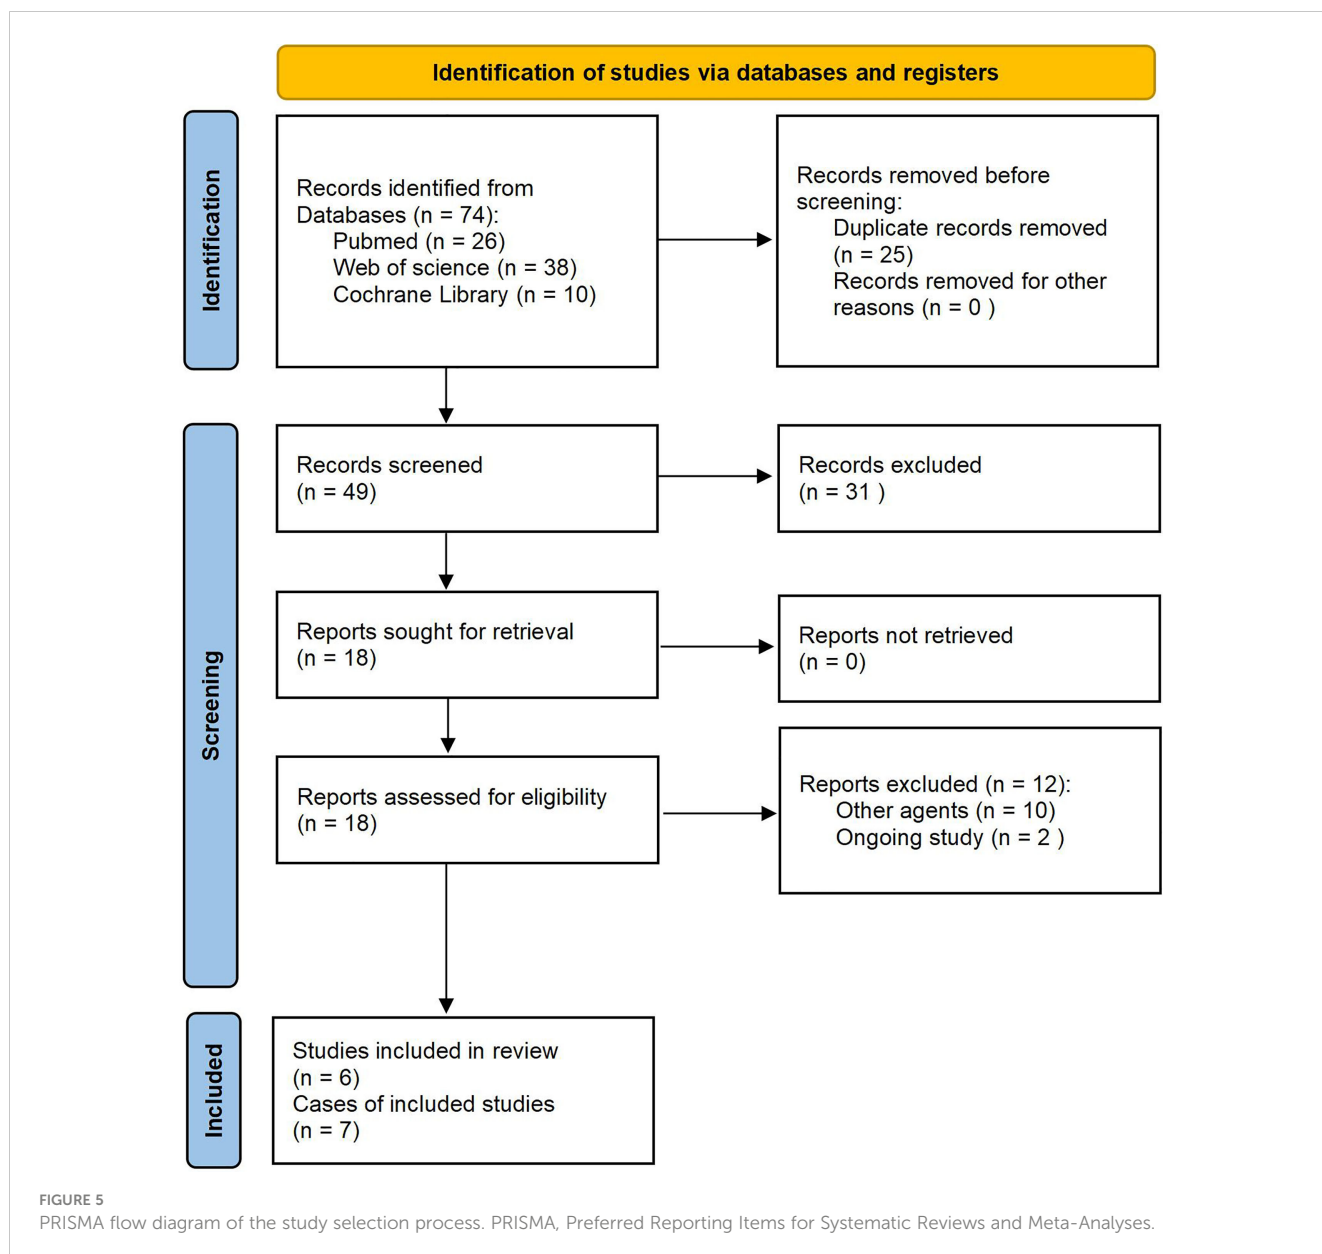 Identification of studies via databases and registers
Identification
Records identified from
Databases (n = 74):
Pubmed (n = 26)
Web of science (n = 38)
Cochrane Library (n = 10)
Records removed before
screening:
Duplicate records removed
(n = 25)
Records removed for other
reasons (n = 0 )
Screening
Records screened
(n = 49)
Records excluded
(n = 31 )
Reports sought for retrieval
(n = 18)
Reports not retrieved
(n = 0)
Reports assessed for eligibility
(n = 18)
Reports excluded (n = 12):
Other agents (n = 10)
Ongoing study (n = 2 )
Included
Studies included in review
(n = 6)
Cases of included studies
(n = 7)
FIGURE 5
PRISMA flow diagram of the study selection process. PRISMA, Preferred Reporting Items for Systematic Reviews and Meta-Analyses.